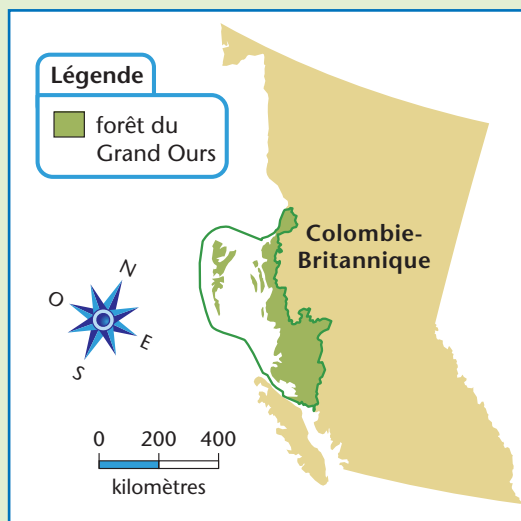 Légende
forêt du
Grand Ours
Colombie-
Britannique
N
O
E
S
0 200 400
kilomètres